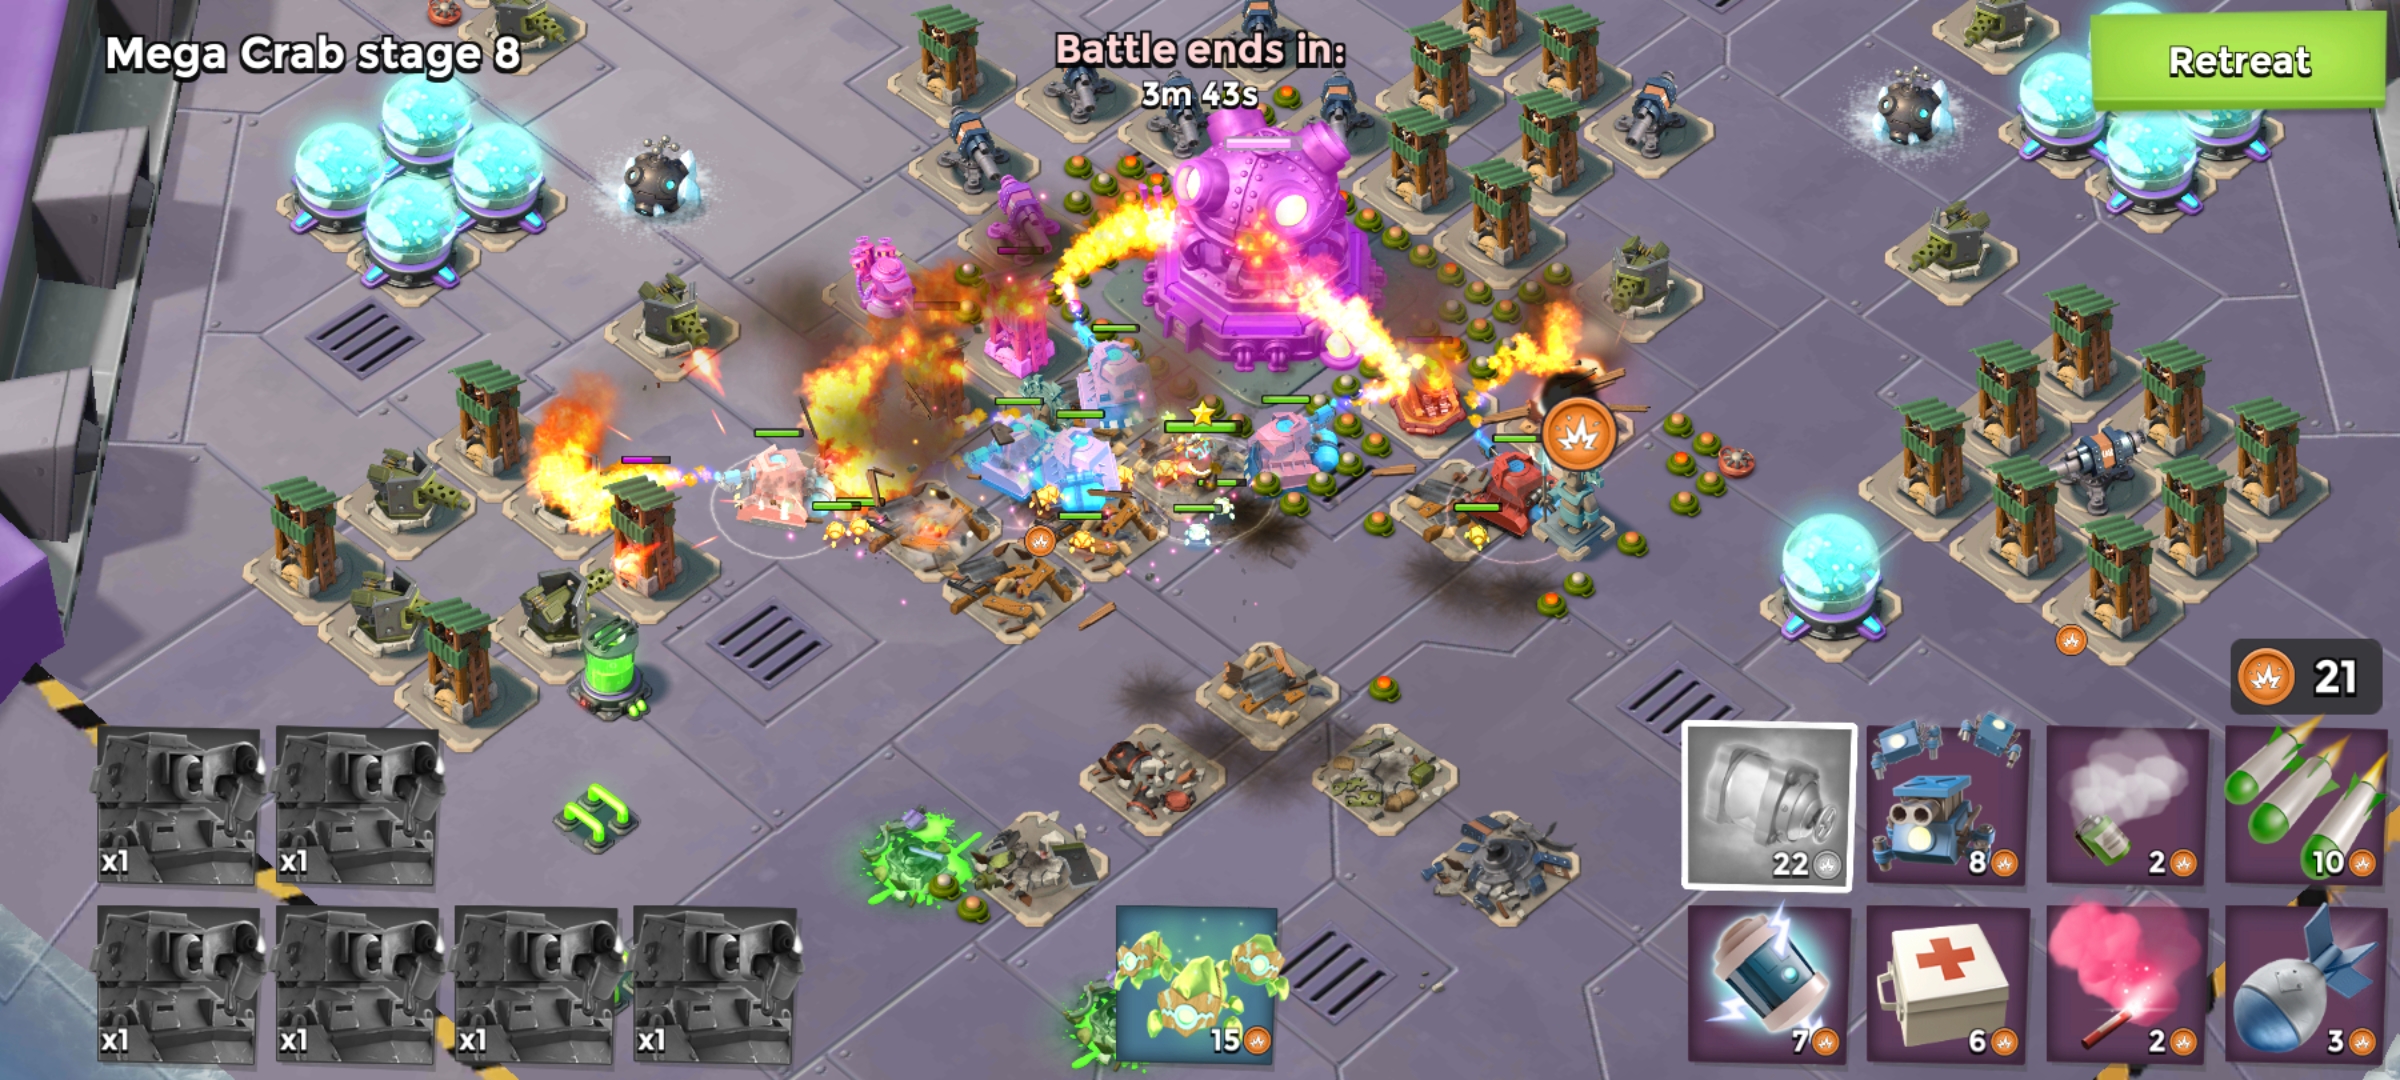 Mega Crab stage 8
Battle ends in:
3m 43s
Retreat
21
x1
x1
22
8
2
10
x1
x1
x1
x1
15
7
6
2
3